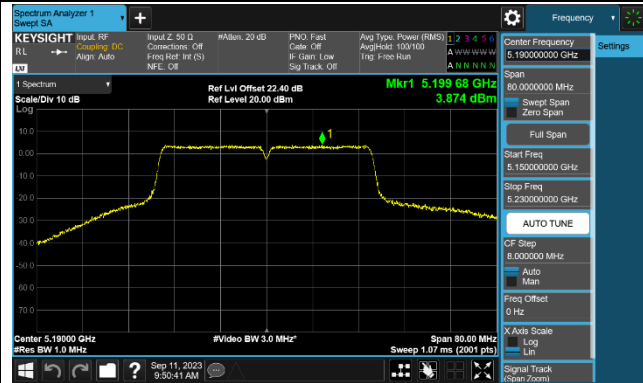 Spectrum Analyzer 1
Swept SA
Frequency
KEYSIGHT
RL
LXI
Input: RF
Coupling: DC
Align: Auto
Input Z: 50 Ω
Corrections: Off
Freq Ref: Int (S)
NFE: Off
#Atten: 20 dB
PNO: Fast
Gate: Off
IF Gain: Low
Sig Track: Off
Avg Type: Power (RMS)
Avg|Hold: 100/100
Trig: Free Run
1 2 3 4 5 6
A W W W W W
A N N N N N
1 Spectrum
Scale/Div 10 dB
Log
Ref Lvl Offset 22.40 dB
Ref Level 20.00 dBm
Mkr1 5.199 68 GHz
3.874 dBm
1
10.0
0.00
-10.0
-20.0
-30.0
-40.0
-50.0
-60.0
-70.0
Center 5.19000 GHz
#Res BW 1.0 MHz
#Video BW 3.0 MHz*
Span 80.00 MHz
Sweep 1.07 ms (2001 pts)
Sep 11, 2023
9:50:41 AM
?
Center Frequency
5.190000000 GHz
Settings
Span
80.0000000 MHz
Swept Span
Zero Span
Full Span
Start Freq
5.150000000 GHz
Stop Freq
5.230000000 GHz
AUTO TUNE
CF Step
8.000000 MHz
Auto
Man
Freq Offset
0 Hz
X Axis Scale
Log
Lin
Signal Track
(Span Zoom)